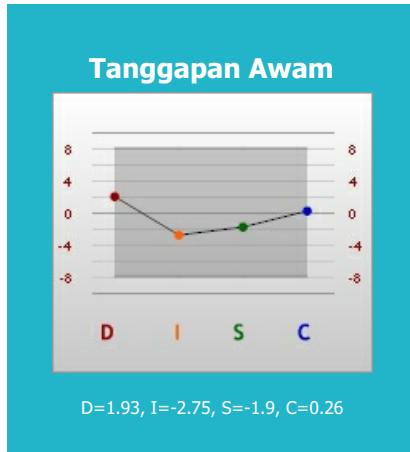 Tanggapan Awam
8 8
4 4
0 0
-4 -4
-8 -8
D I S C
D=1.93, I=-2.75, S=-1.9, C=0.26